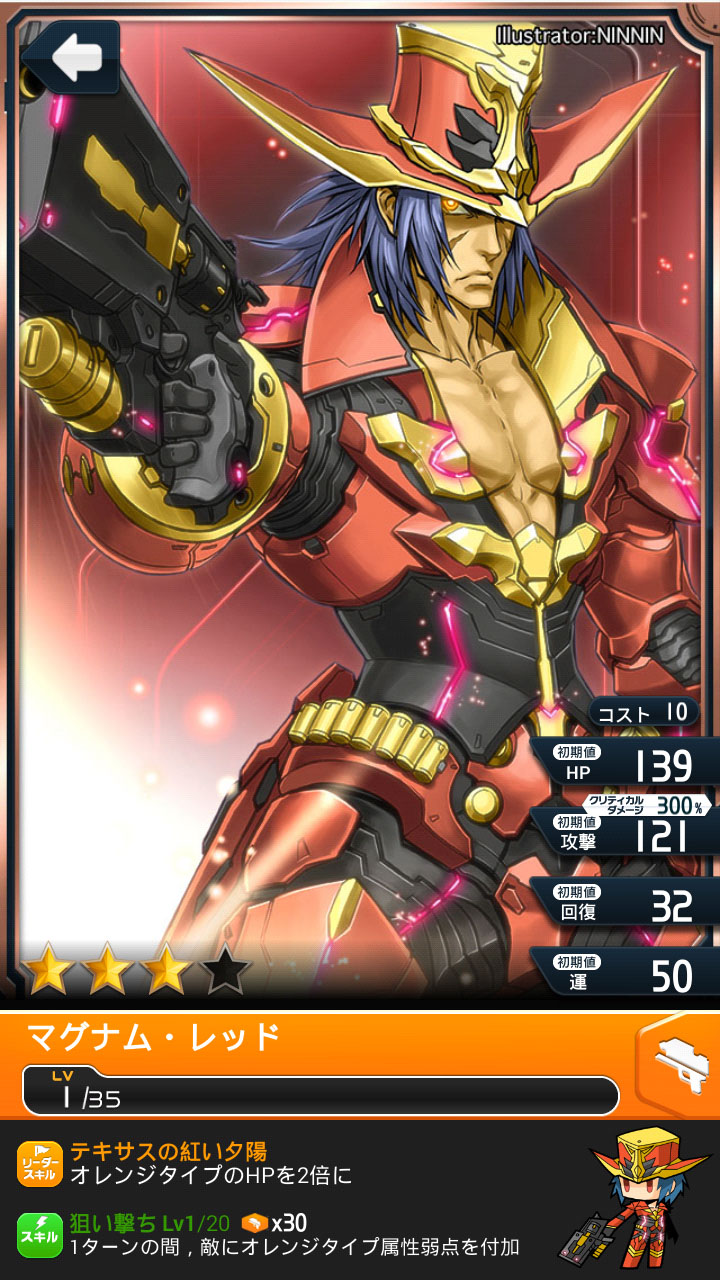 Illustrator:NINNIN
コスト 10
初期値
HP 139
クリティカル
ダメージ 300%
初期値
攻撃 121
初期値
回復 32
初期値
運 50
マグナム・レッド
LV
1/35
リーダー
スキル
テキサスの紅い夕陽
オレンジタイプのHPを2倍に
スキル
狙い撃ち Lv1/20 x30
1ターンの間，敵にオレンジタイプ属性弱点を付加